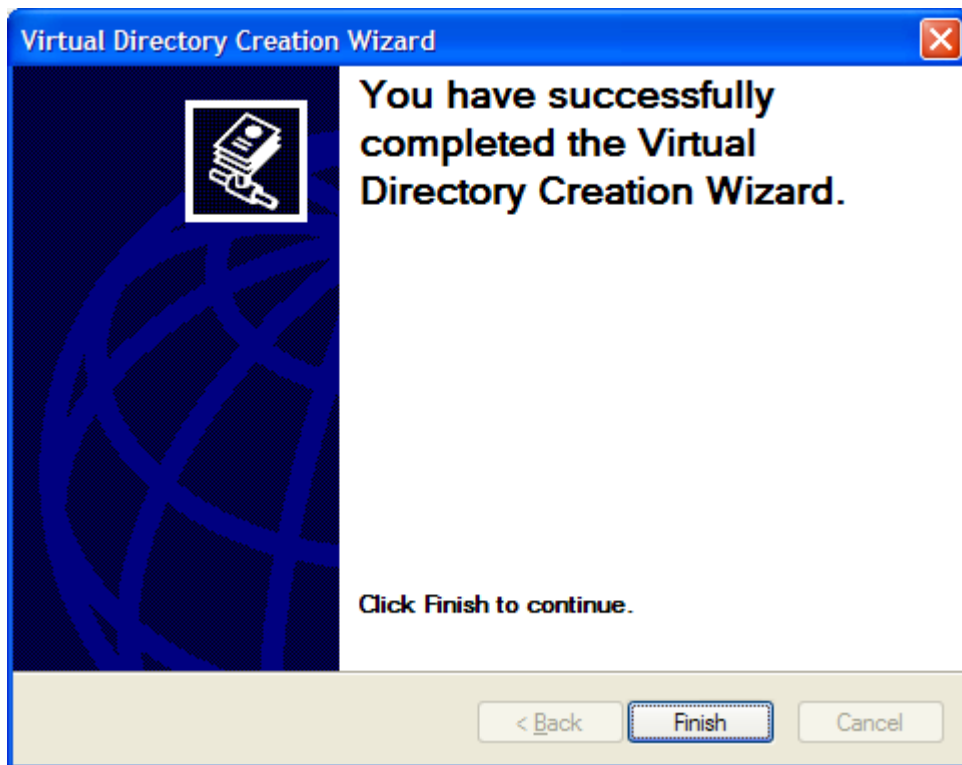 Virtual Directory Creation Wizard
You have successfully
completed the Virtual
Directory Creation Wizard.
Click Finish to continue.
< Back Finish Cancel